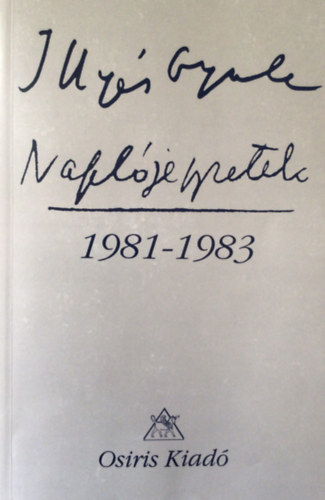 Illyés Gyula
Naplójegyzetek
1981-1983
Osiris Kiadó